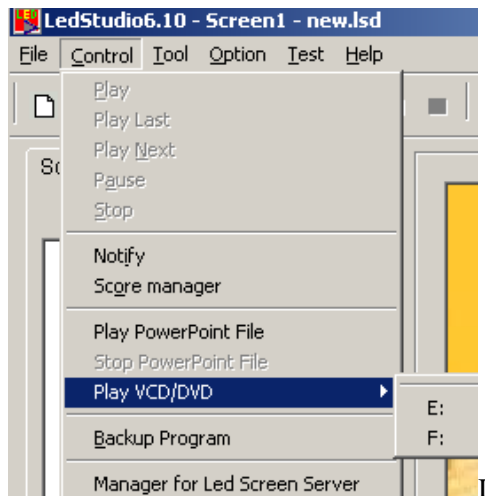 LedStudio6.10 - Screen1 - new.lsd
File Control Tool Option Test Help
Play
Play Last
Play Next
Pause
Stop
Notify
Score manager
Play PowerPoint File
Stop PowerPoint File
Play VCD/DVD
E:
F:
Backup Program
Manager for Led Screen Server